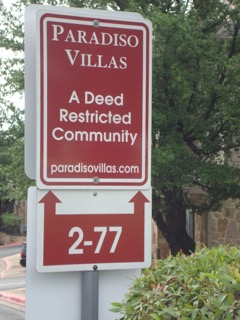 PARADISO
VILLAS
A Deed
Restricted
Community
paradisovillas.com
2-77